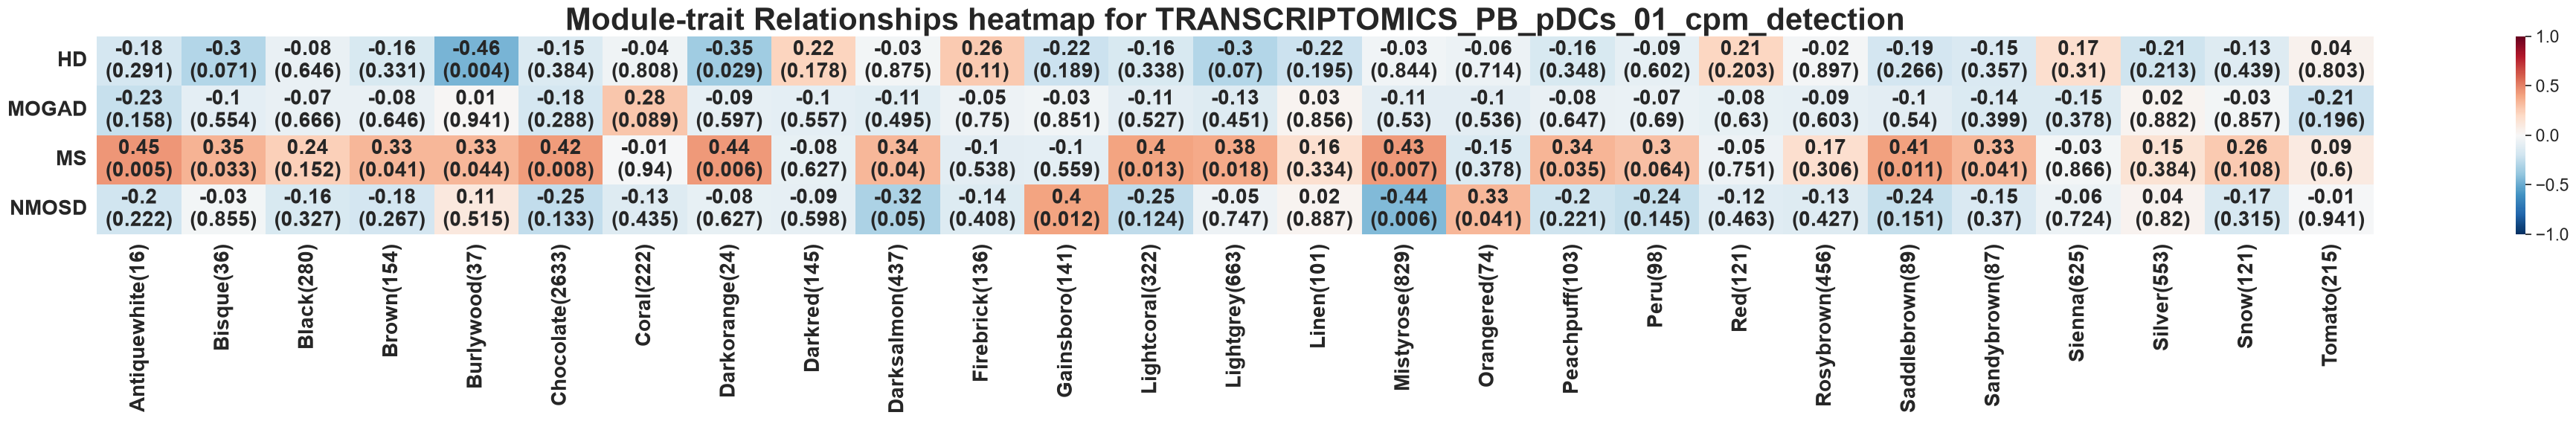 Module-trait Relationships heatmap for TRANSCRIPTOMICS_PB_pDCs_01_cpm_detection
HD
-0.18 -0.3 -0.08 -0.16 -0.46 -0.15 -0.04 -0.35 0.22 -0.03 0.26 -0.22 -0.16 -0.3 -0.22 -0.03 -0.06 -0.16 -0.09 0.21 -0.02 -0.19 -0.15 0.17 -0.21 -0.13 0.04
(0.291) (0.071) (0.646) (0.331) (0.004) (0.384) (0.808) (0.029) (0.178) (0.875) (0.11) (0.189) (0.338) (0.07) (0.195) (0.844) (0.714) (0.348) (0.602) (0.203) (0.897) (0.266) (0.357) (0.31) (0.213) (0.439) (0.803)
MOGAD
-0.23 -0.1 -0.07 -0.08 0.01 -0.18 0.28 -0.09 -0.1 -0.11 -0.05 -0.03 -0.11 -0.13 0.03 -0.11 -0.1 -0.08 -0.07 -0.08 -0.09 -0.1 -0.14 -0.15 0.02 -0.03 -0.21
(0.158) (0.554) (0.666) (0.646) (0.941) (0.288) (0.089) (0.597) (0.557) (0.495) (0.75) (0.851) (0.527) (0.451) (0.856) (0.53) (0.536) (0.647) (0.69) (0.63) (0.603) (0.54) (0.399) (0.378) (0.882) (0.857) (0.196)
MS
0.45 0.35 0.24 0.33 0.33 0.42 -0.01 0.44 -0.08 0.34 -0.1 -0.1 0.4 0.38 0.16 0.43 -0.15 0.34 0.3 -0.05 0.17 0.41 0.33 -0.03 0.15 0.26 0.09
(0.005) (0.033) (0.152) (0.041) (0.044) (0.008) (0.94) (0.006) (0.627) (0.04) (0.538) (0.559) (0.013) (0.018) (0.334) (0.007) (0.378) (0.035) (0.064) (0.751) (0.306) (0.011) (0.041) (0.866) (0.384) (0.108) (0.6)
NMOSD
-0.2 -0.03 -0.16 -0.18 0.11 -0.25 -0.13 -0.08 -0.09 -0.32 -0.14 0.4 -0.25 -0.05 0.02 -0.44 0.33 -0.2 -0.24 -0.12 -0.13 -0.24 -0.15 -0.06 0.04 -0.17 -0.01
(0.222) (0.855) (0.327) (0.267) (0.515) (0.133) (0.435) (0.627) (0.598) (0.05) (0.408) (0.012) (0.124) (0.747) (0.887) (0.006) (0.041) (0.221) (0.145) (0.463) (0.427) (0.151) (0.37) (0.724) (0.82) (0.315) (0.941)
Antiquewhite(16)
Bisque(36)
Black(280)
Brown(154)
Burlywood(37)
Chocolate(2633)
Coral(222)
Darkorange(24)
Darkred(145)
Darksalmon(437)
Firebrick(136)
Gainsboro(141)
Lightcoral(322)
Lightgrey(663)
Linen(101)
Mistyrose(829)
Orangered(74)
Peachpuff(103)
Peru(98)
Red(121)
Rosybrown(456)
Saddlebrown(89)
Sandybrown(87)
Sienna(625)
Silver(553)
Snow(121)
Tomato(215)
1.0
0.5
0.0
−0.5
−1.0